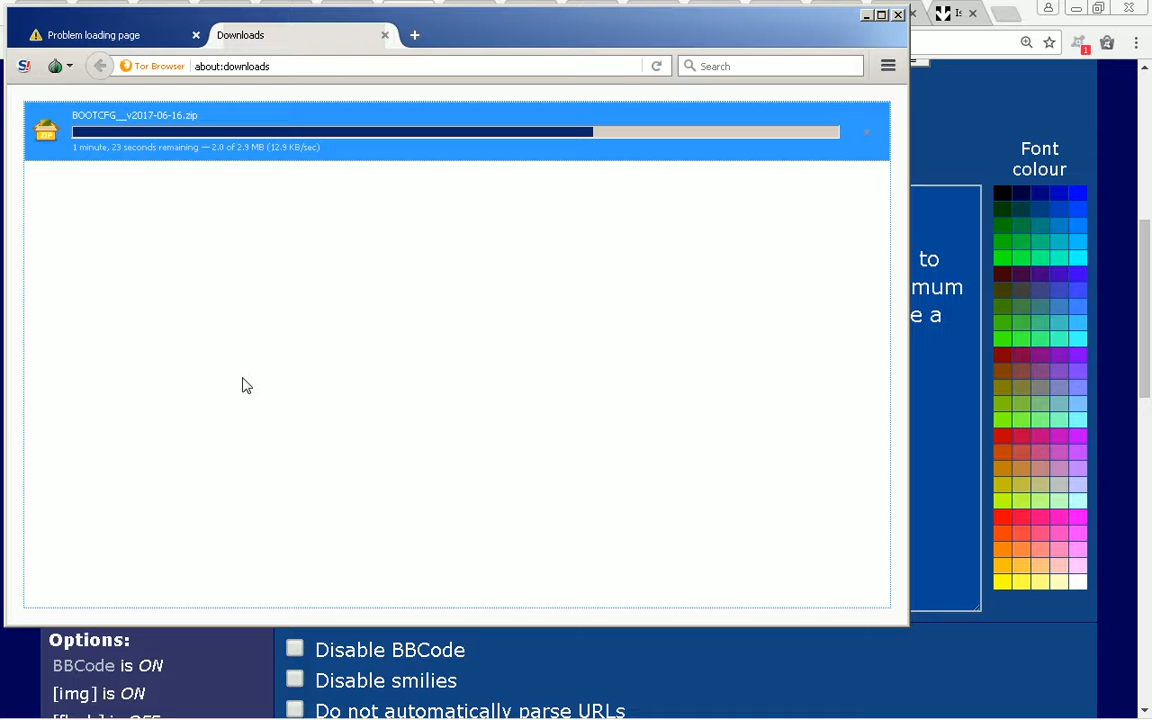 Problem loading page
Downloads
Tor Browser
about:downloads
Search
BOOTCFG__v2017-06-16.zip
1 minute, 23 seconds remaining — 2.0 of 2.9 MB (12.9 KB/sec)
ZIP
1
Font
colour
to
mum
e a
Options:
BBCode is ON
[img] is ON
Disable BBCode
Disable smilies
Do not automatically parse URLs